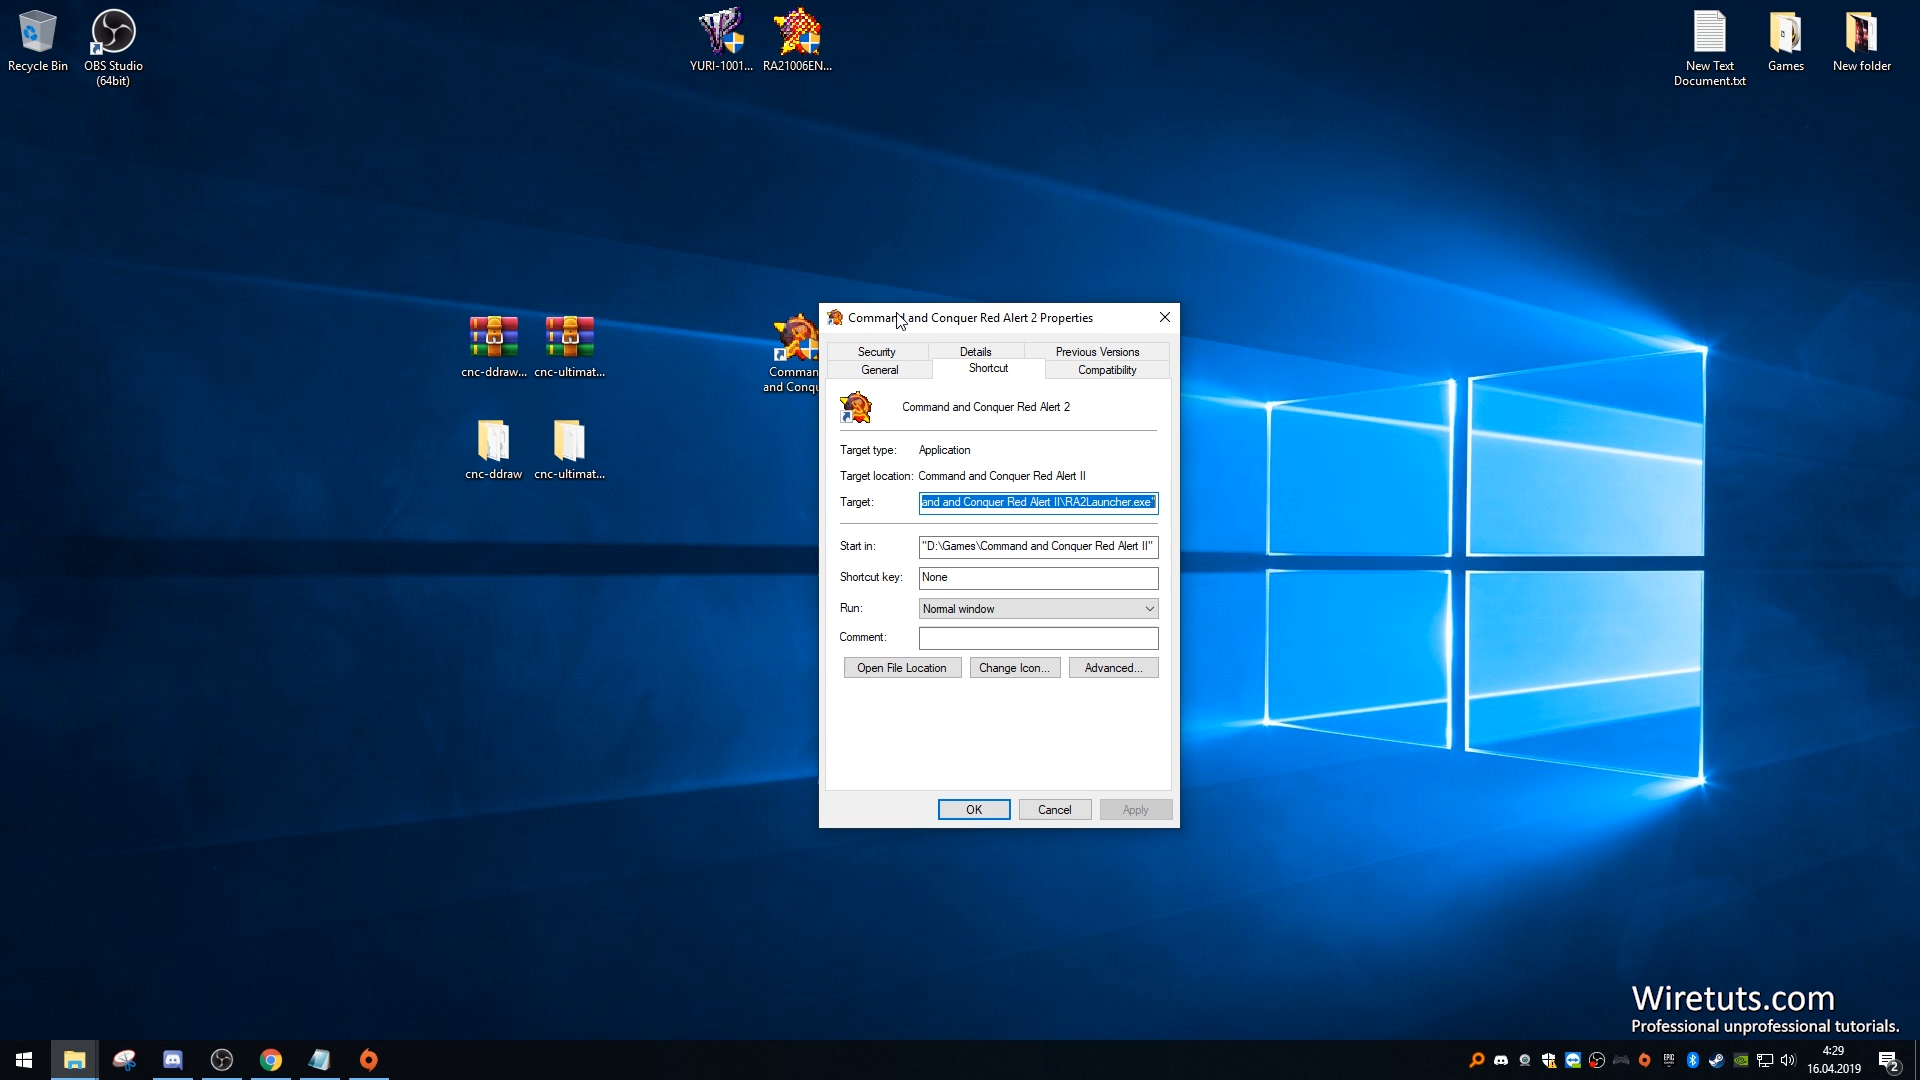 Recycle Bin
OBS Studio
(64bit)
YURI-1001...
RA21006EN...
New Text
Document.txt
Games
New folder
cnc-ddraw...
cnc-ultimat...
Comman
and Conqu
cnc-ddraw
cnc-ultimat...
Command and Conquer Red Alert 2 Properties
Security
Details
Previous Versions
General
Shortcut
Compatibility
Command and Conquer Red Alert 2
Target type:
Application
Target location:
Command and Conquer Red Alert II
Target:
and and Conquer Red Alert II\RA2Launcher.exe"
Start in:
"D:\Games\Command and Conquer Red Alert II"
Shortcut key:
None
Run:
Normal window
Comment:
Open File Location
Change Icon...
Advanced...
OK
Cancel
Apply
Wiretuts.com
Professional unprofessional tutorials.
EPIC
4:29
16.04.2019
2